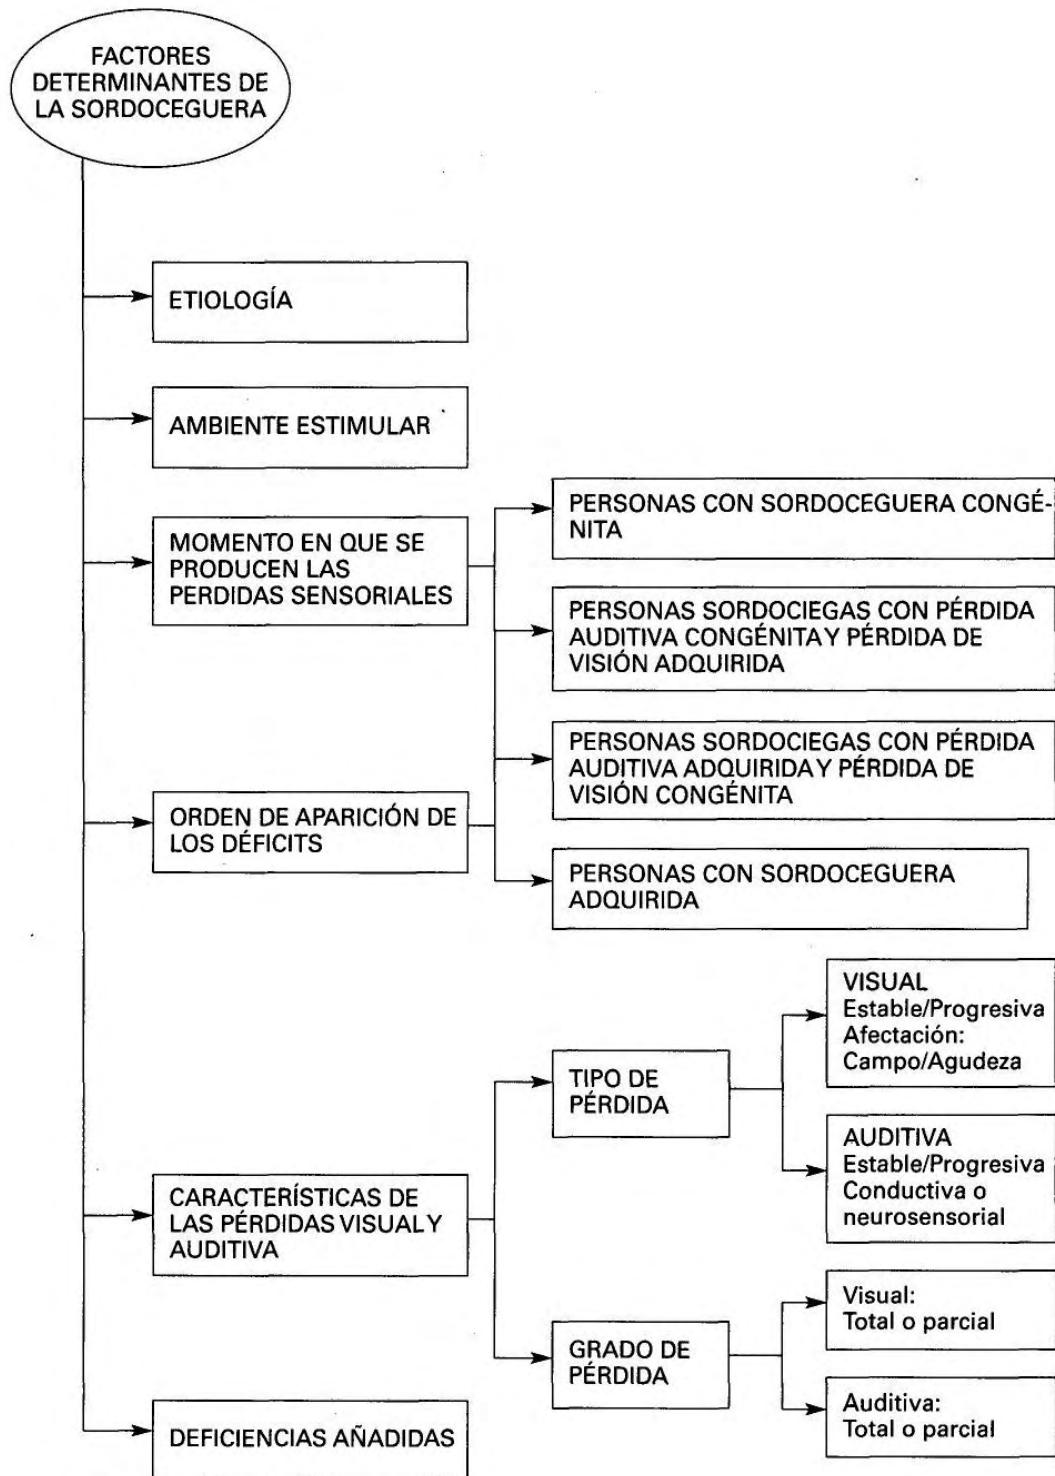 FACTORES
DETERMINANTES DE
LA SORDOCEGUERA
ETIOLOGÍA
AMBIENTE ESTIMULAR
MOMENTO EN QUE SE
PRODUCEN LAS
PERDIDAS SENSORIALES
PERSONAS CON SORDOCEGUERA CONGÉ-
NITA
PERSONAS SORDOCIEGAS CON PÉRDIDA
AUDITIVA CONGÉNITA Y PÉRDIDA DE
VISIÓN ADQUIRIDA
PERSONAS SORDOCIEGAS CON PÉRDIDA
AUDITIVA ADQUIRIDA Y PÉRDIDA DE
VISIÓN CONGÉNITA
ORDEN DE APARICIÓN DE
LOS DÉFICITS
PERSONAS CON SORDOCEGUERA
ADQUIRIDA
CARACTERÍSTICAS DE
LAS PÉRDIDAS VISUAL Y
AUDITIVA
TIPO DE
PÉRDIDA
VISUAL
Estable/Progresiva
Afectación:
Campo/Agudeza
AUDITIVA
Estable/Progresiva
Conductiva o
neurosensorial
GRADO DE
PÉRDIDA
Visual:
Total o parcial
Auditiva:
Total o parcial
DEFICIENCIAS AÑADIDAS